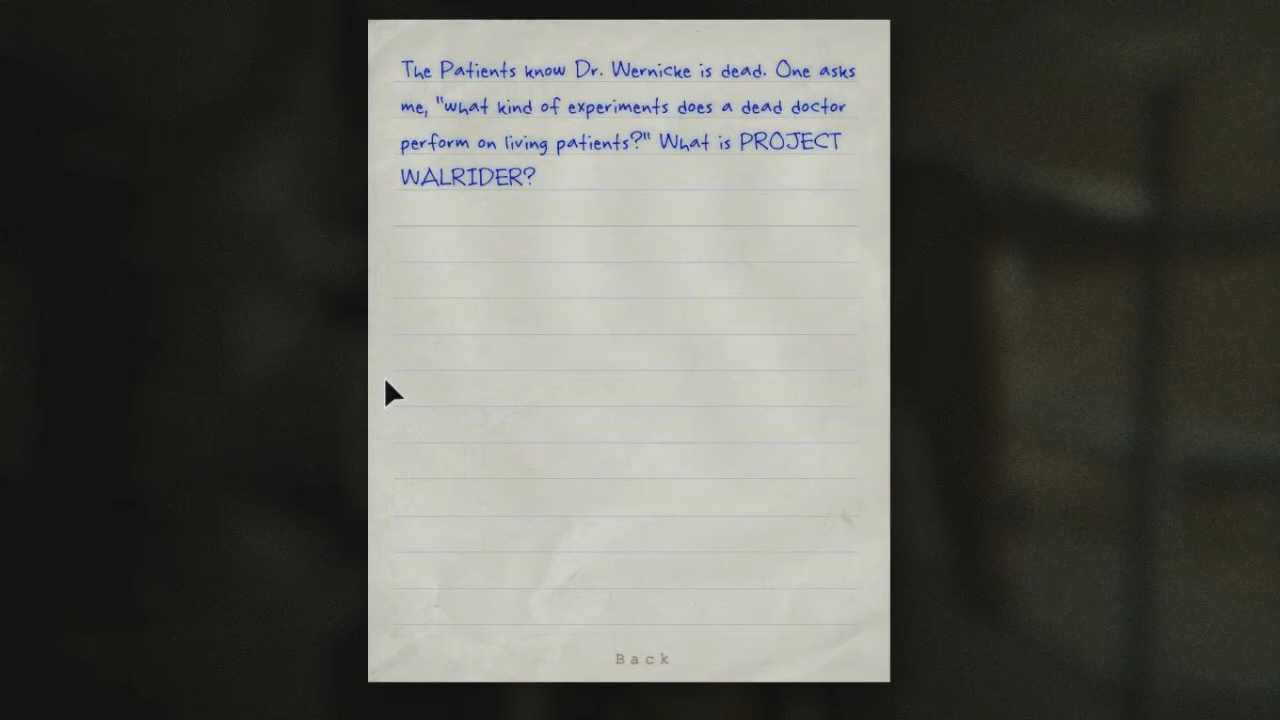 The Patients know Dr. Wernicke is dead. One asks
me, "what kind of experiments does a dead doctor
perform on living patients?" What is PROJECT
WALRIDER?
Back